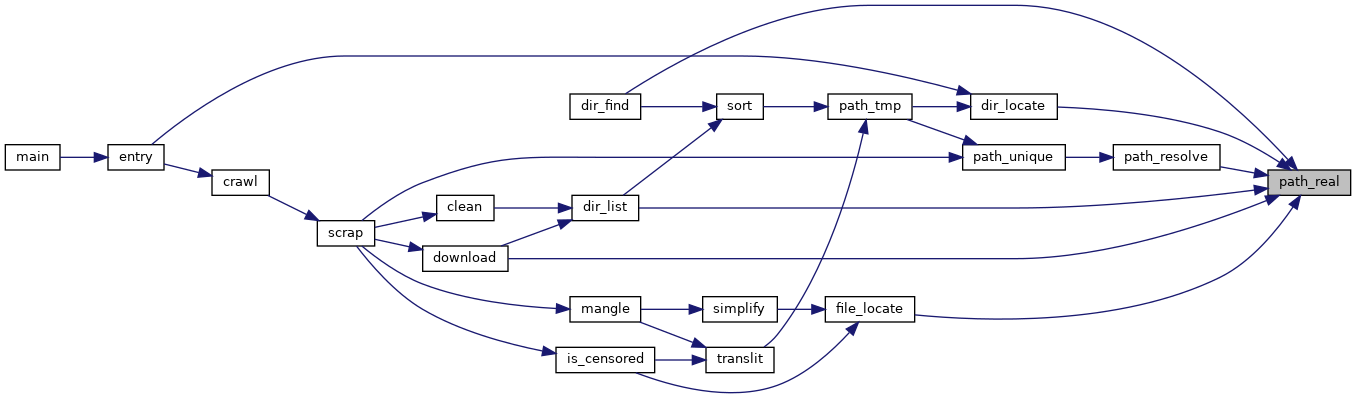 dir_find
sort
path_tmp
dir_locate
main
entry
path_unique
path_resolve
crawl
path_real
clean
dir_list
scrap
download
mangle
simplify
file_locate
is_censored
translit